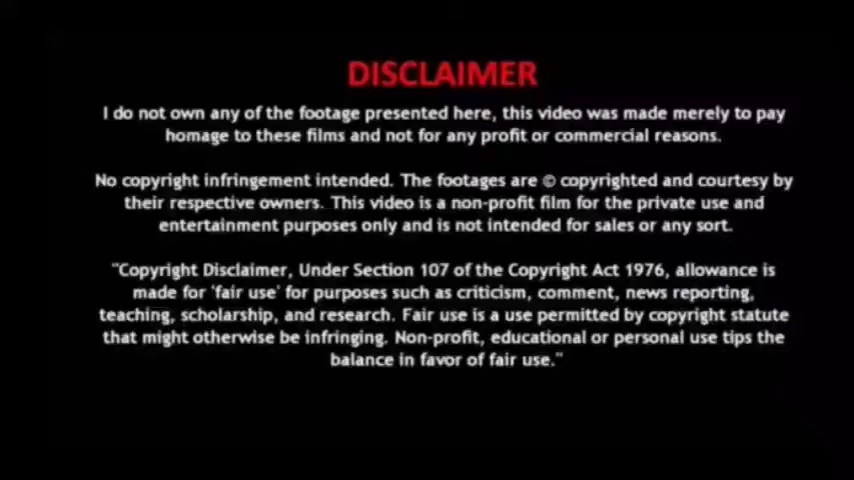 DISCLAIMER
I do not own any of the footage presented here, this video was made merely to pay
homage to these films and not for any profit or commercial reasons.
No copyright infringement intended. The footages are © copyrighted and courtesy by
their respective owners. This video is a non-profit film for the private use and
entertainment purposes only and is not intended for sales or any sort.
"Copyright Disclaimer, Under Section 107 of the Copyright Act 1976, allowance is
made for 'fair use' for purposes such as criticism, comment, news reporting,
teaching, scholarship, and research. Fair use is a use permitted by copyright statute
that might otherwise be infringing. Non-profit, educational or personal use tips the
balance in favor of fair use."